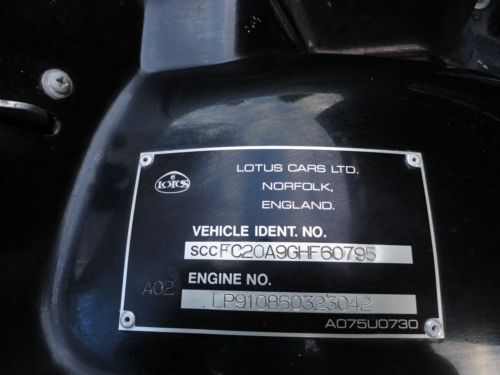 LOTUS
LOTUS CARS LTD.
NORFOLK,
ENGLAND.
VEHICLE IDENT. NO.
sccFC20A9GHF60795
A02 ENGINE NO.
LP910860323042
A075U0730